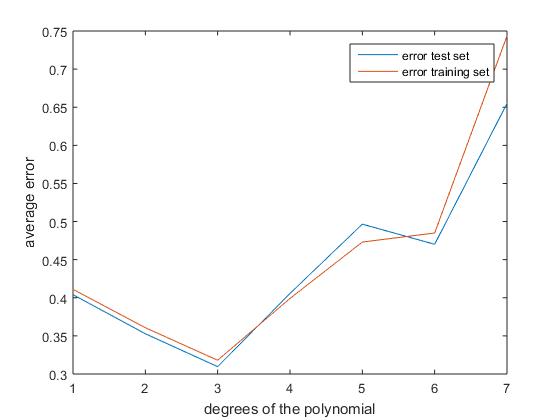 0.75
0.7
0.65
0.6
0.55
0.5
0.45
0.4
0.35
0.3
average error
error test set
error training set
1 2 3 4 5 6 7
degrees of the polynomial